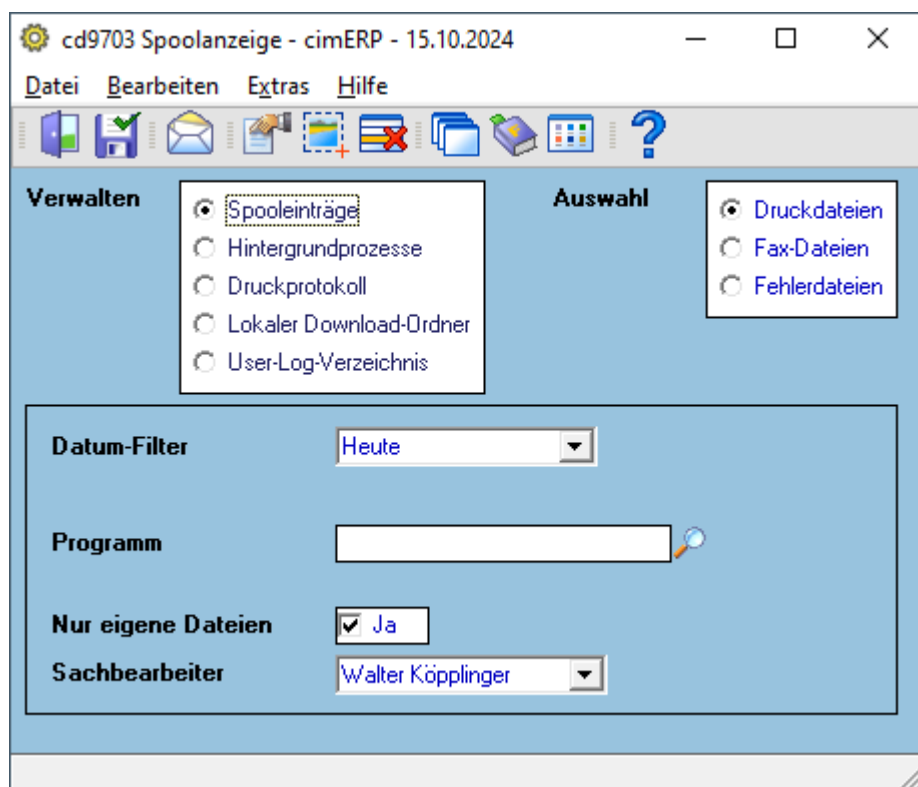 cd9703 Spoolanzeige - cimERP - 15.10.2024
Datei Bearbeiten Extras Hilfe
Verwalten
Spooleinträge
Hintergrundprozesse
Druckprotokoll
Lokaler Download-Ordner
User-Log-Verzeichnis
Auswahl
Druckdateien
Fax-Dateien
Fehlerdateien
Datum-Filter Heute
Programm
Nur eigene Dateien Ja
Sachbearbeiter Walter Köpplinger